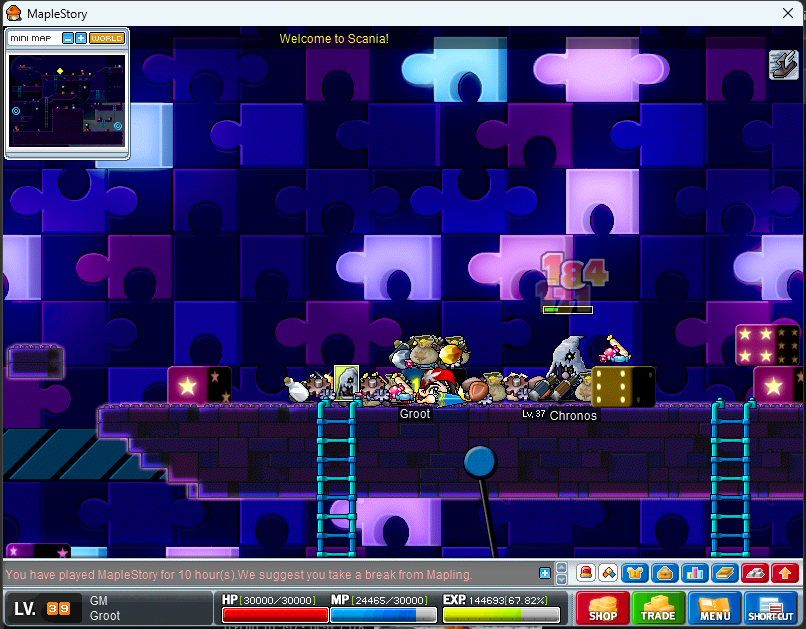 MapleStory
MINI MAP
WORLD
Welcome to Scania!
184
171
Groot
Lv, 37 Chronos
You have played MapleStory for 10 hour(s).We suggest you take a break from Mapling.
LV. 39
GM
Groot
HP [30000/30000]
MP [24465/30000]
EXP 144693[67.82%]
SHOP
TRADE
MENU
SHORTCUT